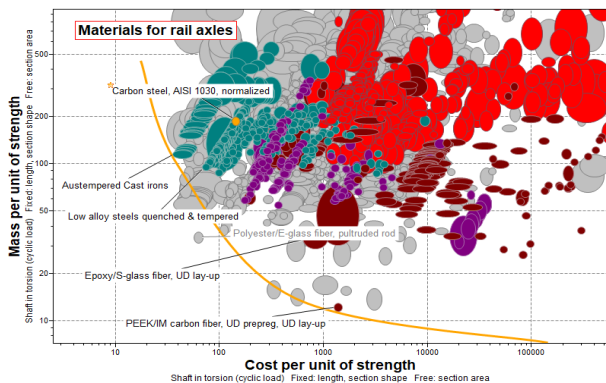 Materials for rail axles
*
Carbon steel, AISI 1030, normalized
Austempered Cast irons
Low alloy steels quenched & tempered
Polyester/E-glass fiber, pultruded rod
Epoxy/S-glass fiber, UD lay-up
PEEK/IM carbon fiber, UD prepreg, UD lay-up
Mass per unit of strength
Shaft in torsion (cyclic load) Fixed: length, section shape Free: section area
500
200
100
50
20
10
10
100
1000
10000
100000
Cost per unit of strength
Shaft in torsion (cyclic load) Fixed: length, section shape Free: section area